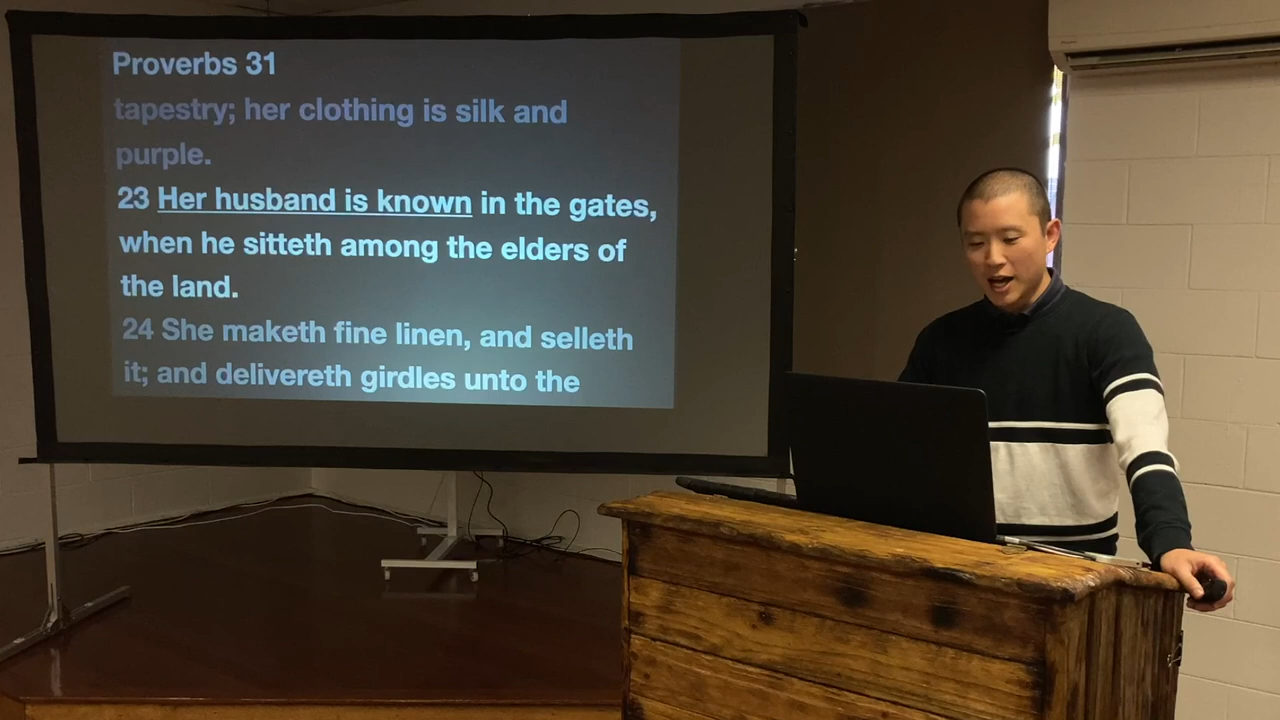 Proverbs 31
tapestry; her clothing is silk and
purple.
23 Her husband is known in the gates,
when he sitteth among the elders of
the land.
24 She maketh fine linen, and selleth
it; and delivereth girdles unto the